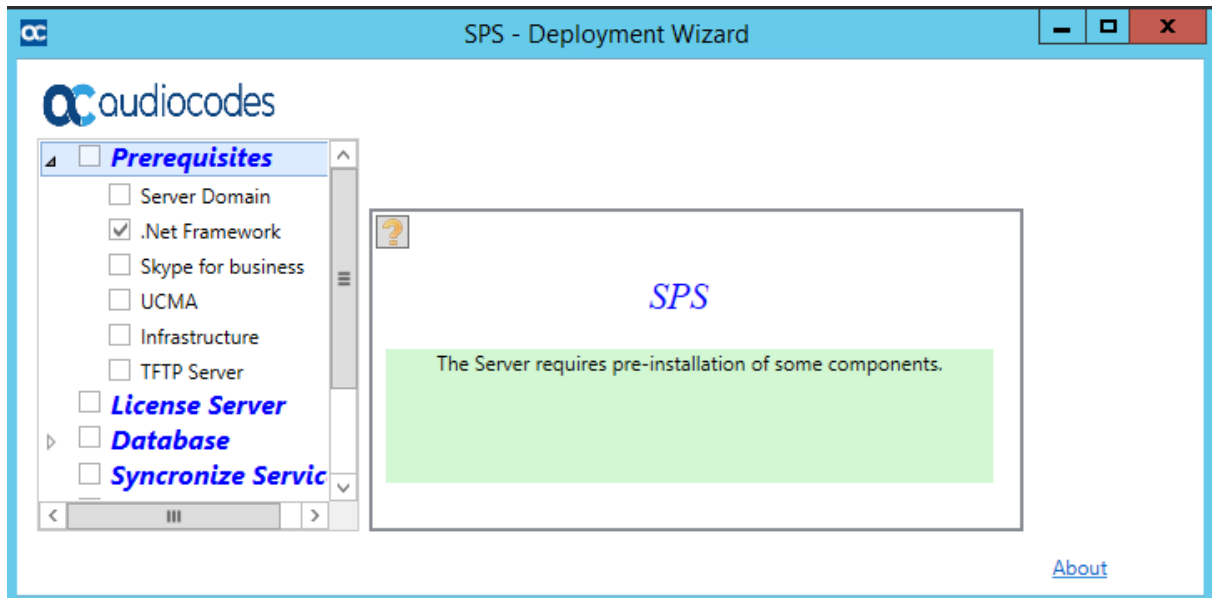 SPS - Deployment Wizard
audiocodes
Prerequisites
Server Domain
.Net Framework
Skype for business
UCMA
Infrastructure
TFTP Server
License Server
Database
Syncronize Servic
SPS
The Server requires pre-installation of some components.
About